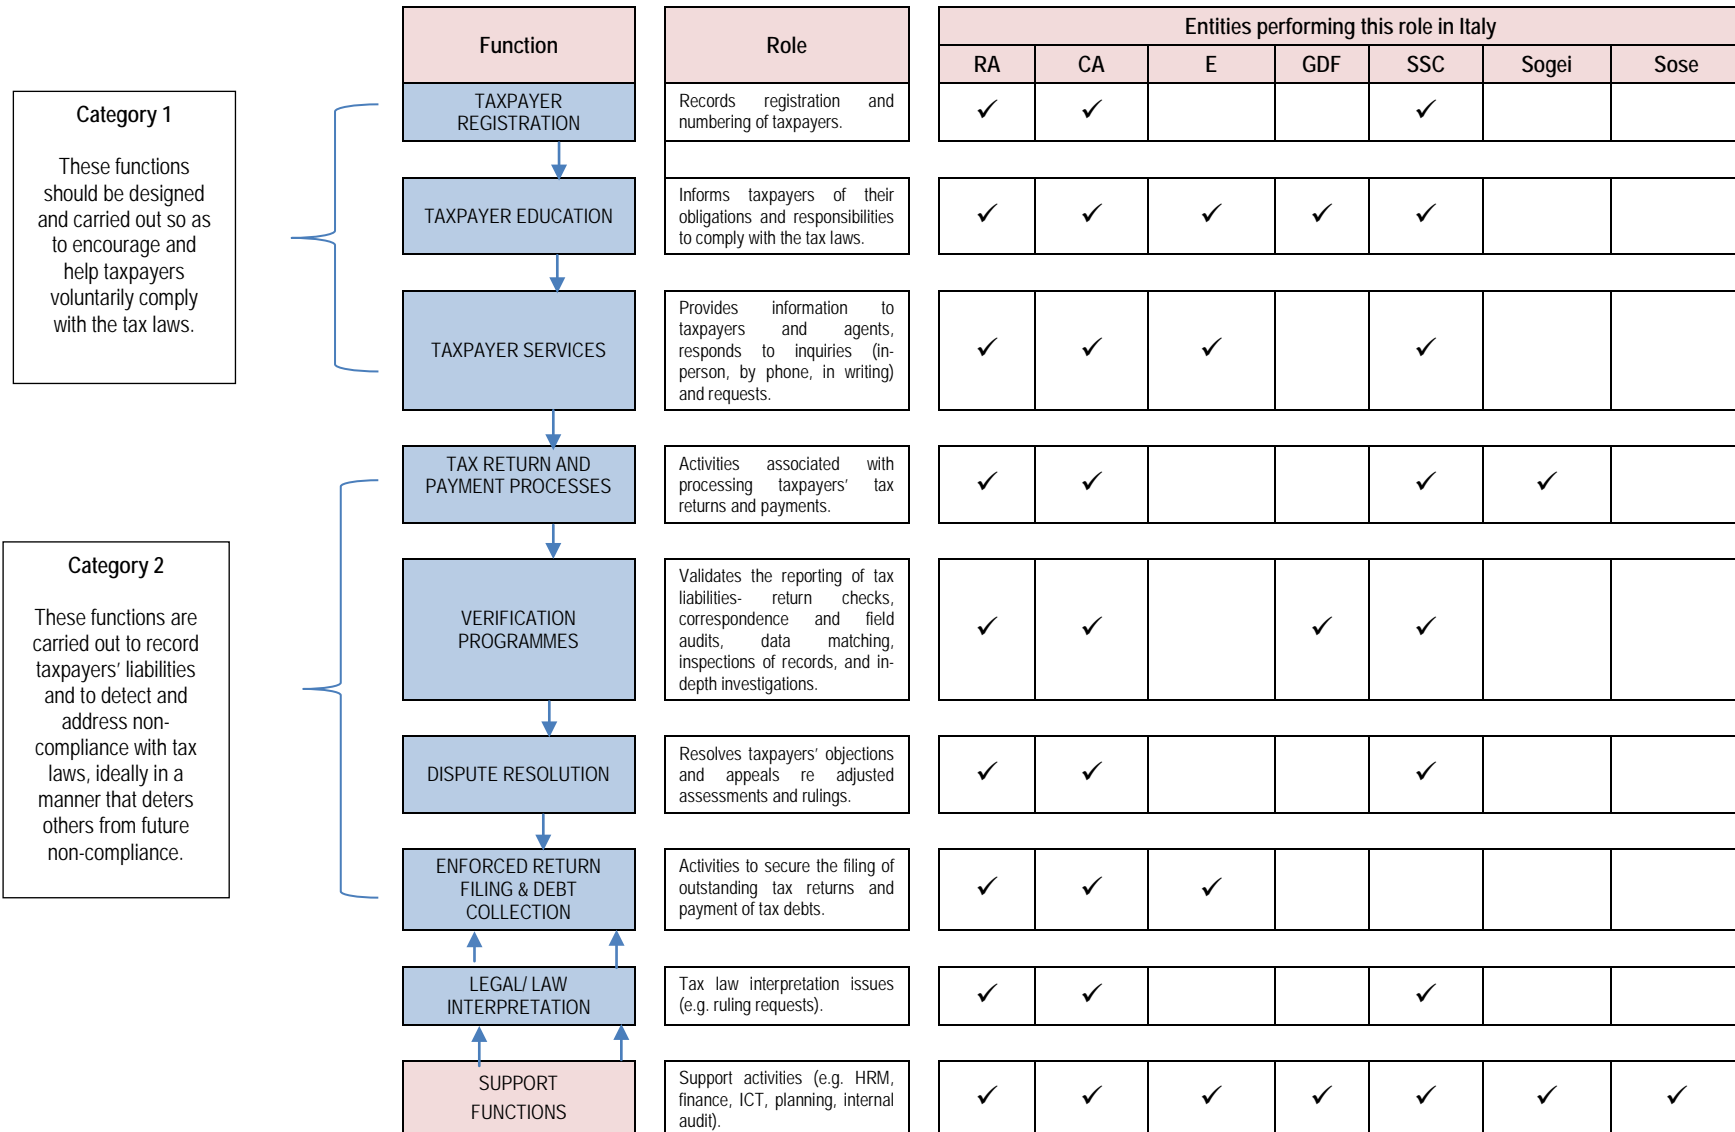 Function
Role
Entities performing this role in Italy
RA CA E GDF SSC Sogei Sose
Category 1
These functions
should be designed
and carried out so as
to encourage and
help taxpayers
voluntarily comply
with the tax laws.
TAXPAYER
REGISTRATION
Records registration and
numbering of taxpayers.
✓ ✓ ✓
TAXPAYER EDUCATION
Informs taxpayers of their
obligations and responsibilities
to comply with the tax laws.
✓ ✓ ✓ ✓ ✓
TAXPAYER SERVICES
Provides information to
taxpayers and agents,
responds to inquiries (in-
person, by phone, in writing)
and requests.
✓ ✓ ✓ ✓
Category 2
These functions are
carried out to record
taxpayers' liabilities
and to detect and
address non-
compliance with tax
laws, ideally in a
manner that deters
others from future
non-compliance.
TAX RETURN AND
PAYMENT PROCESSES
Activities associated with
processing taxpayers' tax
returns and payments.
✓ ✓ ✓ ✓
VERIFICATION
PROGRAMMES
Validates the reporting of tax
liabilities- return checks,
correspondence and field
audits, data matching,
inspections of records, and in-
depth investigations.
✓ ✓ ✓ ✓
DISPUTE RESOLUTION
Resolves taxpayers' objections
and appeals re adjusted
assessments and rulings.
✓ ✓ ✓
ENFORCED RETURN
FILING & DEBT
COLLECTION
Activities to secure the filing of
outstanding tax returns and
payment of tax debts.
✓ ✓ ✓
LEGAL/ LAW
INTERPRETATION
Tax law interpretation issues
(e.g. ruling requests).
✓ ✓ ✓
SUPPORT
FUNCTIONS
Support activities (e.g. HRM,
finance, ICT, planning, internal
audit).
✓ ✓ ✓ ✓ ✓ ✓ ✓